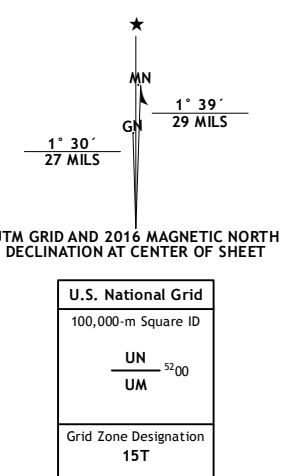 ★
MN
1° 39´
29 MILS
GN
1° 30´
27 MILS
UTM GRID AND 2016 MAGNETIC NORTH
DECLINATION AT CENTER OF SHEET
U.S. National Grid
100,000-m Square ID
UN
5200
UM
Grid Zone Designation
15T